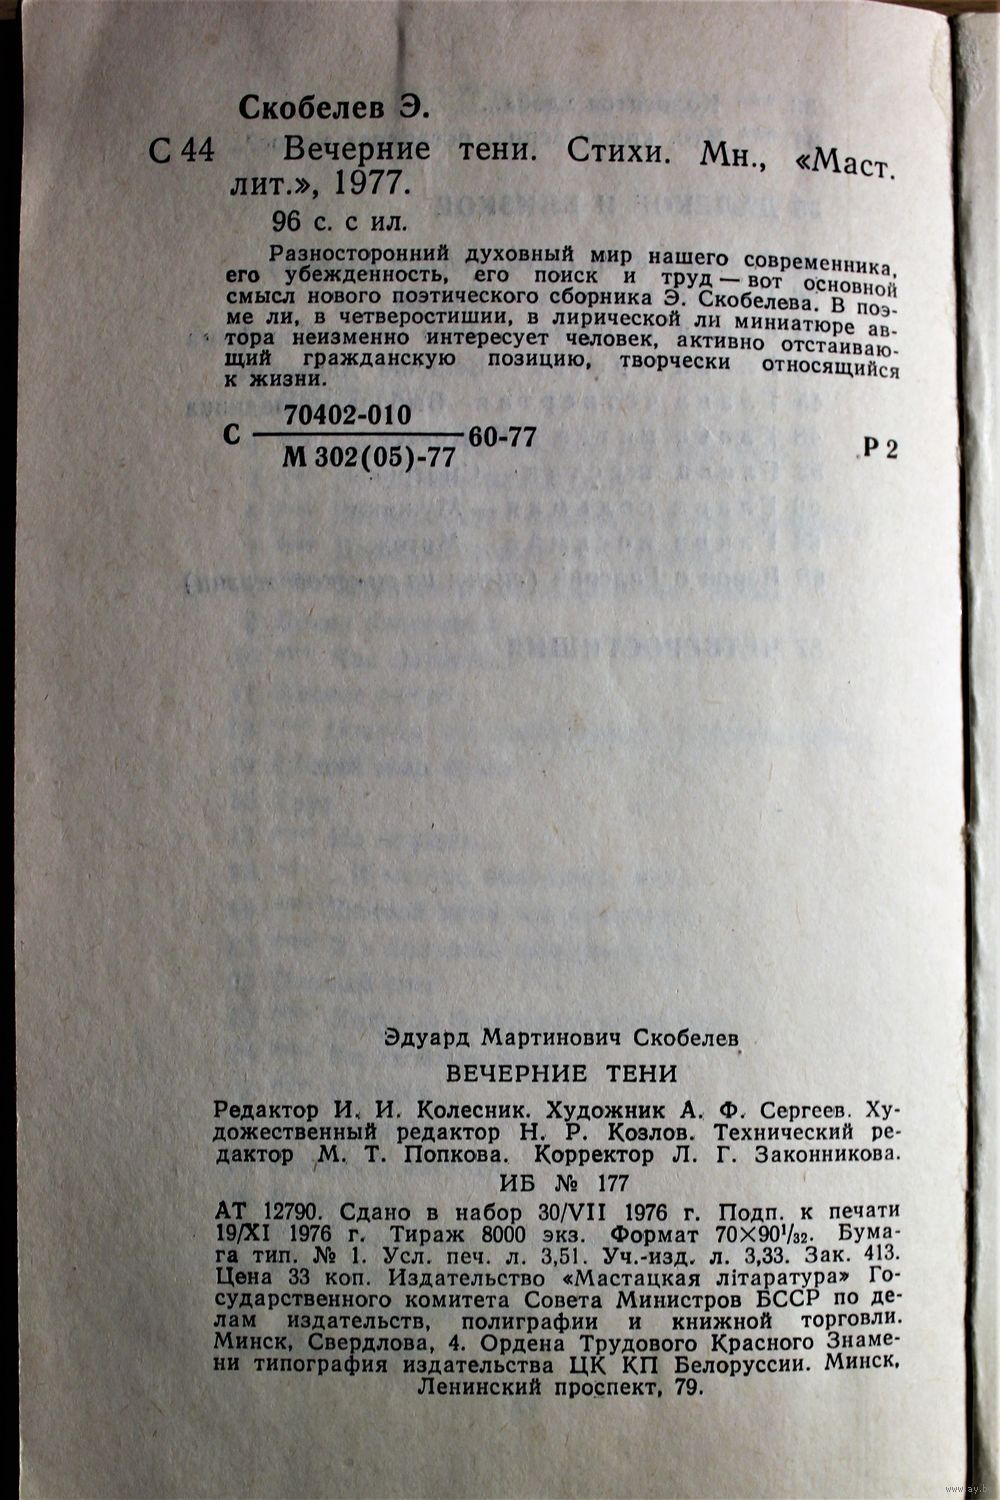 Скобелев Э.
С 44 Вечерние тени. Стихи. Мн., «Маст.
лит.», 1977.
96 с. с ил.
Разносторонний духовный мир нашего современника,
его убежденность, его поиск и труд — вот основной
смысл нового поэтического сборника Э. Скобелева. В поэ-
ме ли, в четверостишии, в лирической ли миниатюре ав-
тора неизменно интересует человек, активно отстаиваю-
щий гражданскую позицию, творчески относящийся
к жизни.
70402-010
С 60-77
М 302(05)-77
Р 2
Эдуард Мартинович Скобелев
ВЕЧЕРНИЕ ТЕНИ
Редактор И. И. Колесник. Художник А. Ф. Сергеев. Ху-
дожественный редактор Н. Р. Козлов. Технический ре-
дактор М. Т. Попкова. Корректор Л. Г. Законникова.
ИБ № 177
АТ 12790. Сдано в набор 30/VII 1976 г. Подп. к печати
19/XI 1976 г. Тираж 8000 экз. Формат 70×90¹/₃₂. Бума-
га тип. № 1. Усл. печ. л. 3,51. Уч.-изд. л. 3,33. Зак. 413.
Цена 33 коп. Издательство «Мастацкая літаратура» Го-
сударственного комитета Совета Министров БССР по де-
лам издательств, полиграфии и книжной торговли.
Минск, Свердлова, 4. Ордена Трудового Красного Знаме-
ни типография издательства ЦК КП Белоруссии. Минск,
Ленинский проспект, 79.